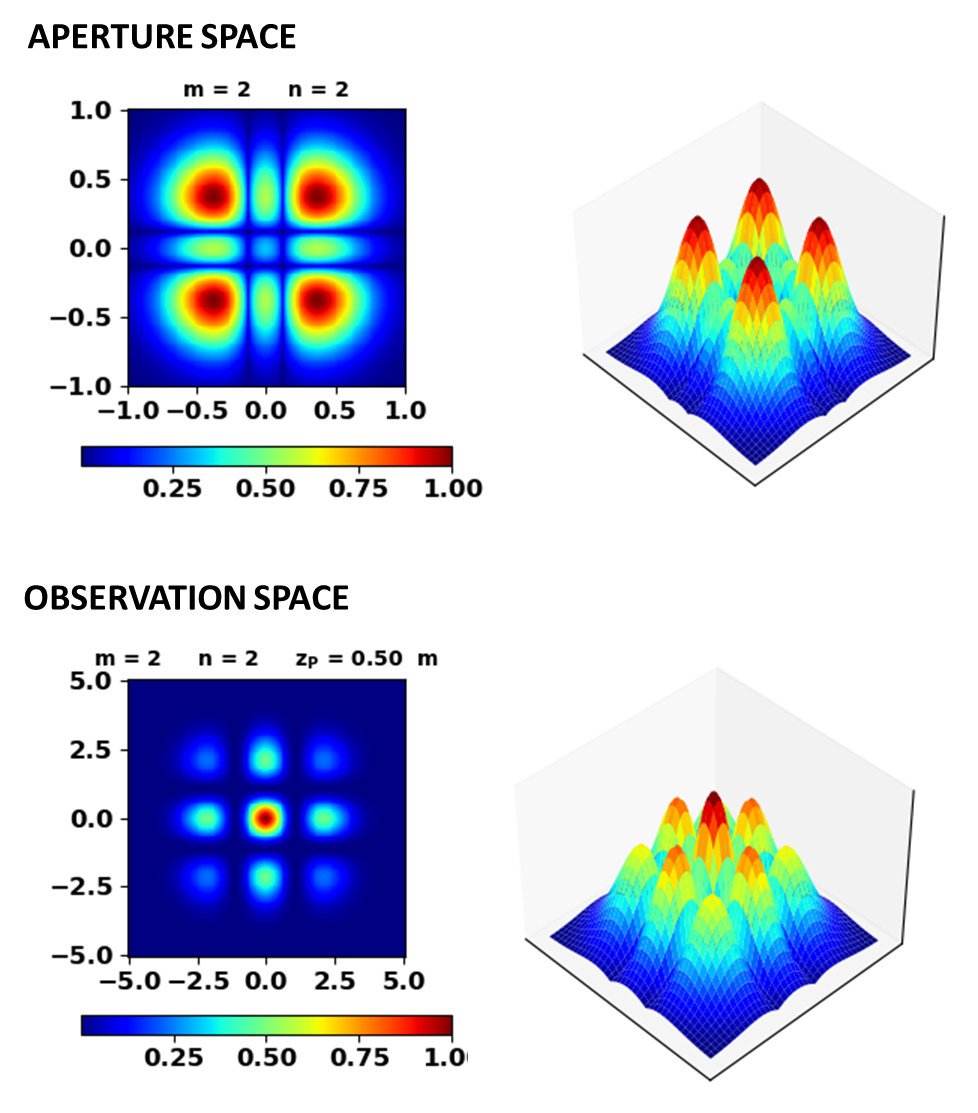 APERTURE SPACE
m = 2 n = 2
1.0
0.5
0.0
−0.5
−1.0
−1.0 −0.5 0.0 0.5 1.0
0.25 0.50 0.75 1.00
OBSERVATION SPACE
m = 2 n = 2 zP = 0.50 m
5.0
2.5
0.0
−2.5
−5.0
−5.0 −2.5 0.0 2.5 5.0
0.25 0.50 0.75 1.0